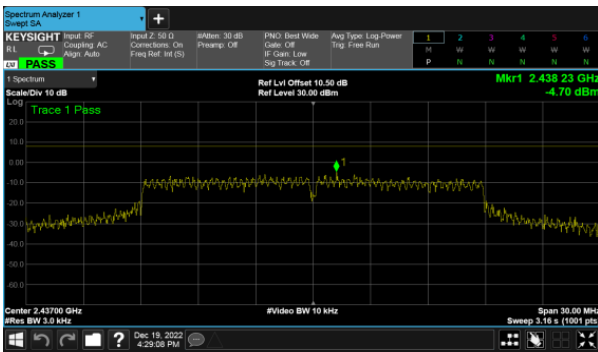 Spectrum Analyzer 1
Swept SA
+
KEYSIGHT Input: RF Input Z: 50 Ω #Atten: 30 dB PNO: Best Wide Avg Type: Log-Power 1 2 3 4 5 6
RL Coupling: AC Corrections: On Preamp: Off Gate: Off Trig: Free Run M W W W W W
Align: Auto Freq Ref: Int (S) IF Gain: Low
LXI PASS Sig Track: Off P N N N N N
1 Spectrum Ref Lvl Offset 10.50 dB Mkr1 2.438 23 GHz
Scale/Div 10 dB Ref Level 30.00 dBm -4.70 dBm
Log
Trace 1 Pass
20.0
10.0
0.00
1
-10.0
-20.0
-30.0
-40.0
-50.0
-60.0
Center 2.43700 GHz #Video BW 10 kHz Span 30.00 MHz
#Res BW 3.0 kHz Sweep 3.16 s (1001 pts)
? Dec 19, 2022
4:29:08 PM